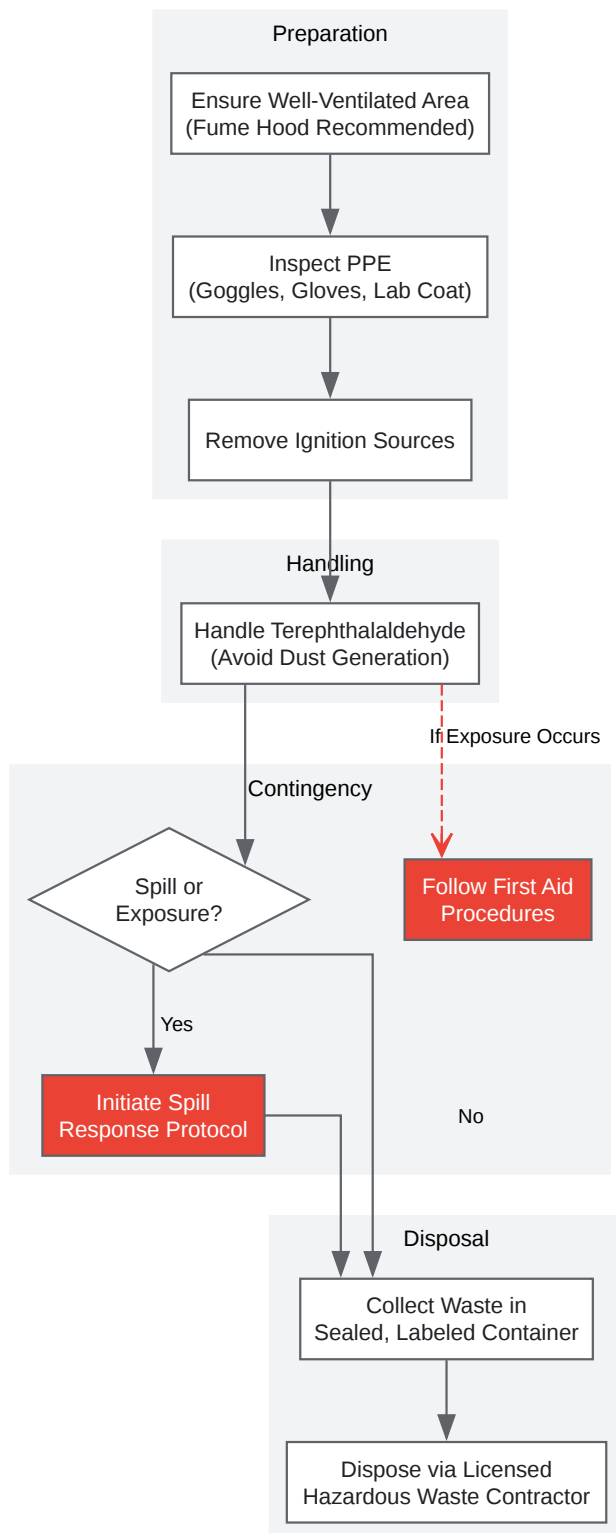 Preparation
Ensure Well-Ventilated Area
(Fume Hood Recommended)
Inspect PPE
(Goggles, Gloves, Lab Coat)
Remove Ignition Sources
Handling
Handle Terephthalaldehyde
(Avoid Dust Generation)
If Exposure Occurs
Contingency
Spill or
Exposure?
Follow First Aid
Procedures
Yes
Initiate Spill
Response Protocol
No
Disposal
Collect Waste in
Sealed, Labeled Container
Dispose via Licensed
Hazardous Waste Contractor